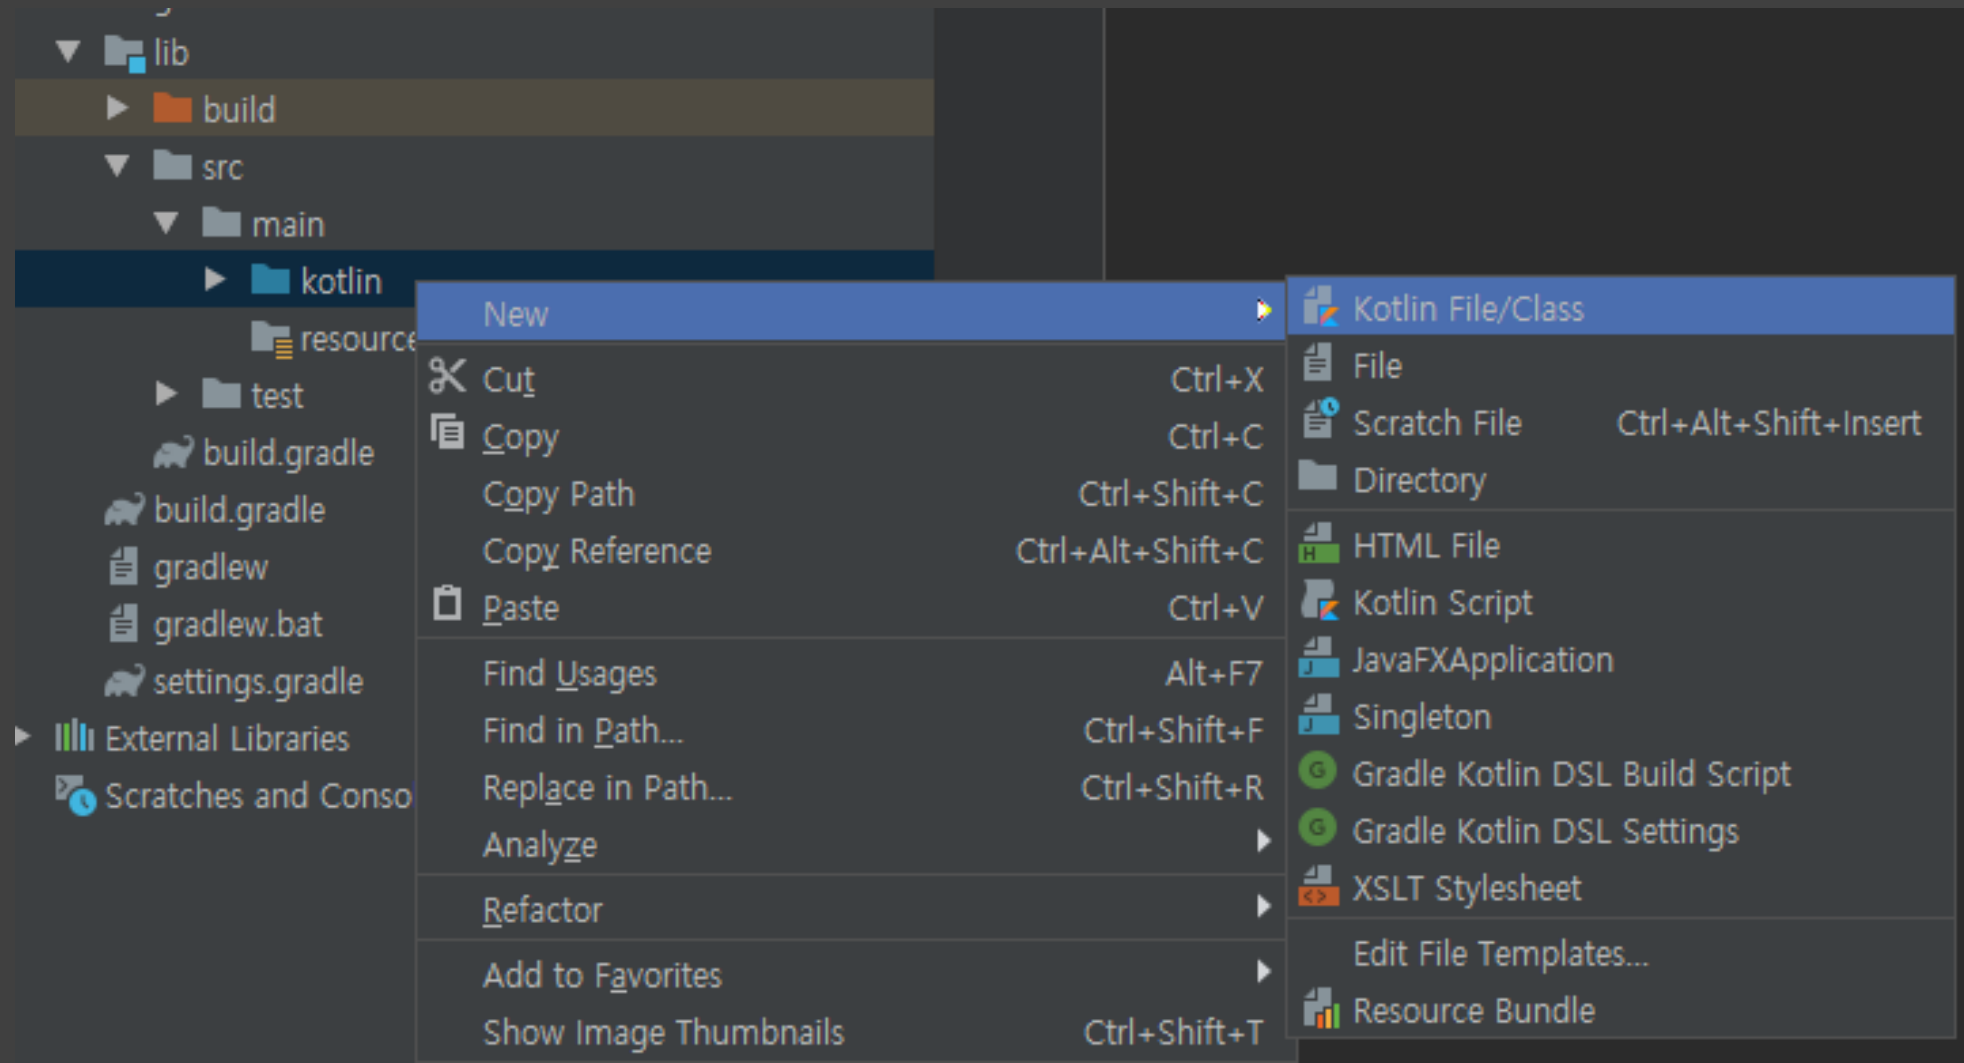 lib
build
src
main
kotlin
resource
test
build.gradle
build.gradle
gradlew
gradlew.bat
settings.gradle
External Libraries
Scratches and Conso
New
Cut Ctrl+X
Copy Ctrl+C
Copy Path Ctrl+Shift+C
Copy Reference Ctrl+Alt+Shift+C
Paste Ctrl+V
Find Usages Alt+F7
Find in Path... Ctrl+Shift+F
Replace in Path... Ctrl+Shift+R
Analyze
Refactor
Add to Favorites
Show Image Thumbnails Ctrl+Shift+T
Kotlin File/Class
File
Scratch File Ctrl+Alt+Shift+Insert
Directory
HTML File
Kotlin Script
JavaFXApplication
Singleton
Gradle Kotlin DSL Build Script
Gradle Kotlin DSL Settings
XSLT Stylesheet
Edit File Templates...
Resource Bundle